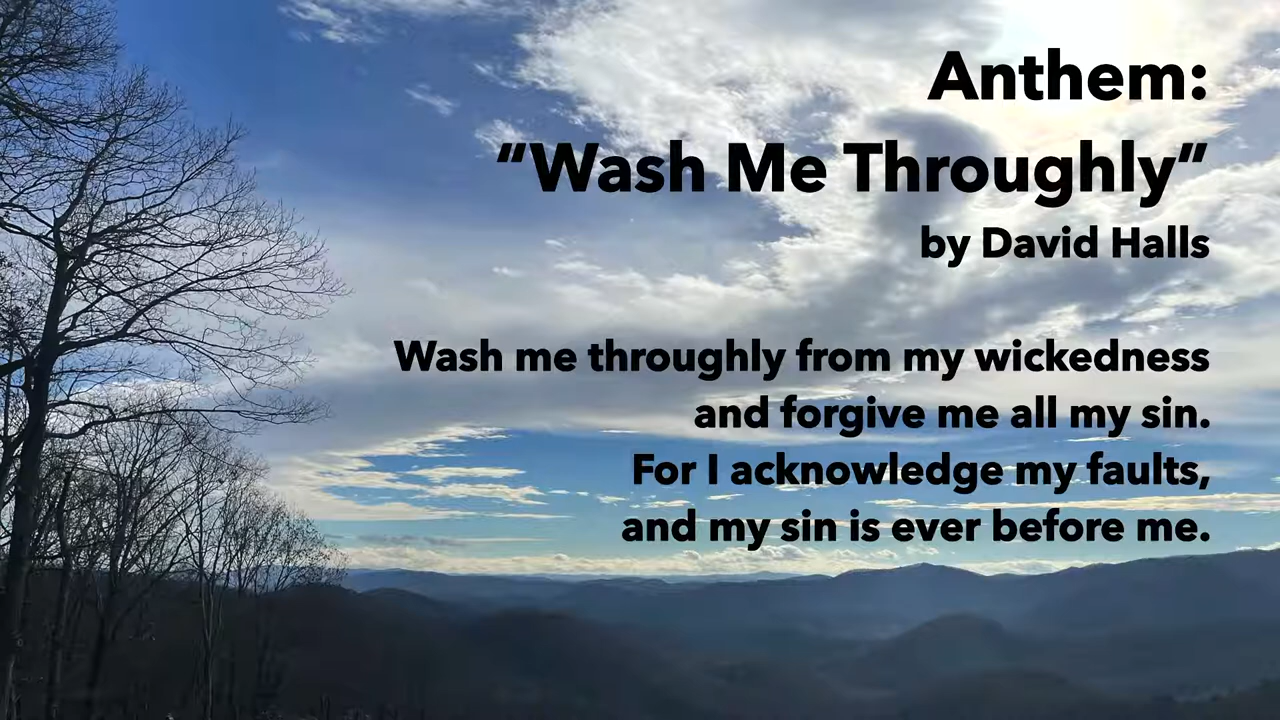 Anthem:
“Wash Me Throughly”
by David Halls
Wash me throughly from my wickedness
and forgive me all my sin.
For I acknowledge my faults,
and my sin is ever before me.